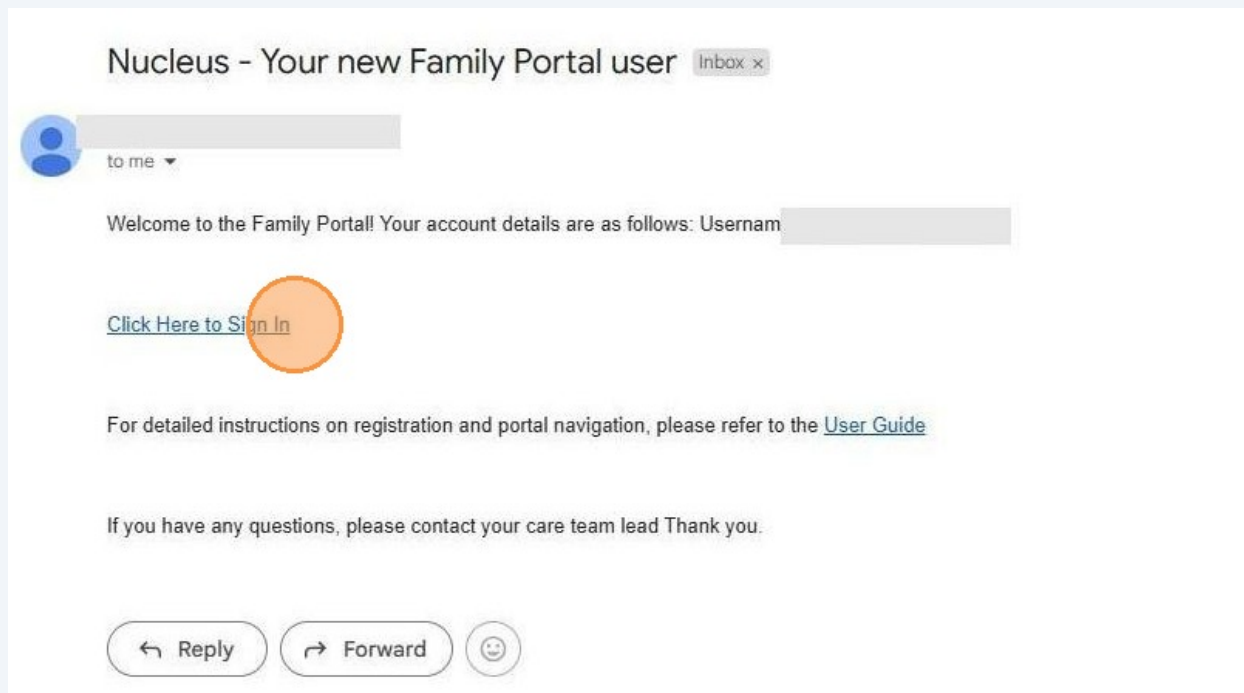 Nucleus - Your new Family Portal user Inbox x
to me
Welcome to the Family Portal! Your account details are as follows: Usernam
Click Here to Sign In
For detailed instructions on registration and portal navigation, please refer to the User Guide
If you have any questions, please contact your care team lead Thank you.
Reply Forward